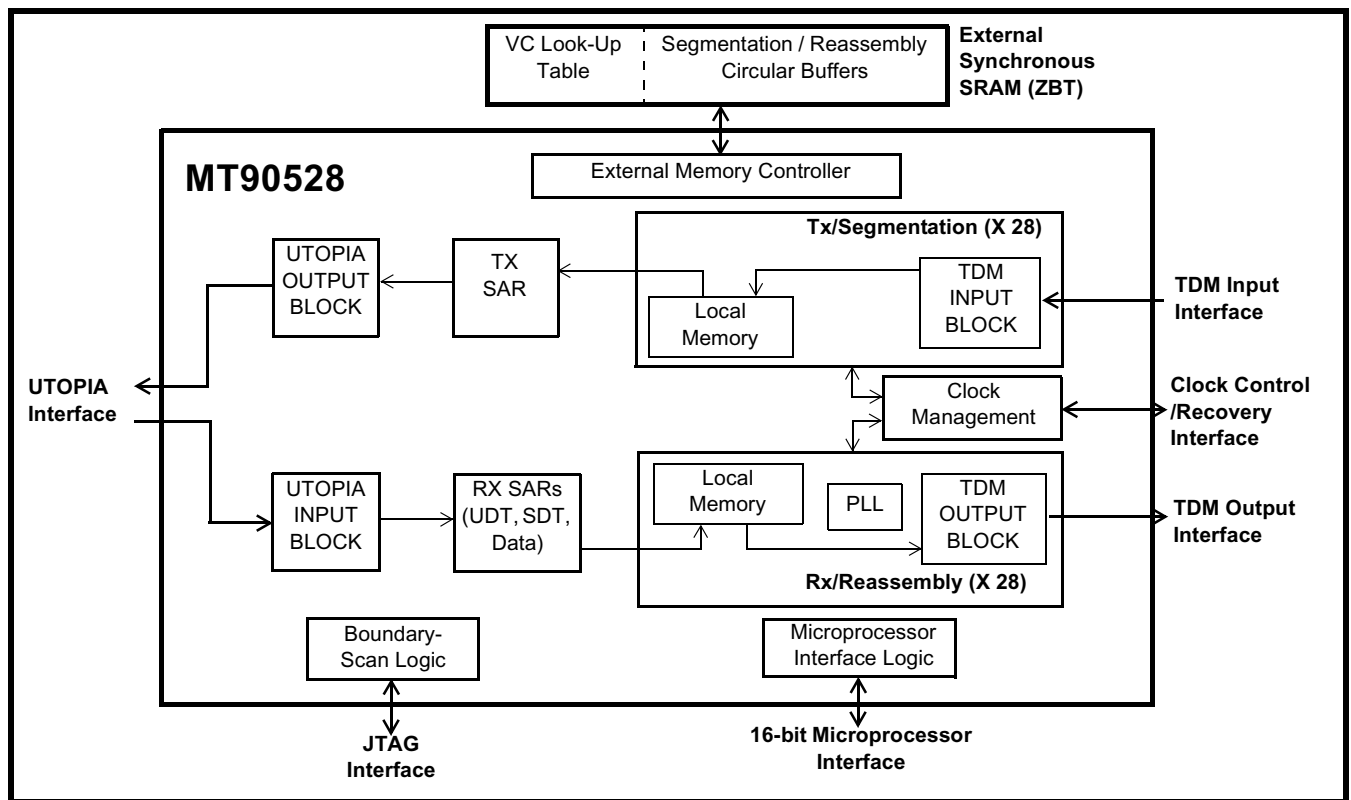 VC Look-Up
Table
Segmentation / Reassembly
Circular Buffers
External
Synchronous
SRAM (ZBT)
MT90528
External Memory Controller
Tx/Segmentation (X 28)
UTOPIA
OUTPUT
BLOCK
TX
SAR
Local
Memory
TDM
INPUT
BLOCK
TDM Input
Interface
UTOPIA
Interface
Clock
Management
Clock Control
/Recovery
Interface
UTOPIA
INPUT
BLOCK
RX SARs
(UDT, SDT,
Data)
Local
Memory
PLL
TDM
OUTPUT
BLOCK
TDM Output
Interface
Rx/Reassembly (X 28)
Boundary-
Scan Logic
Microprocessor
Interface Logic
JTAG
Interface
16-bit Microprocessor
Interface